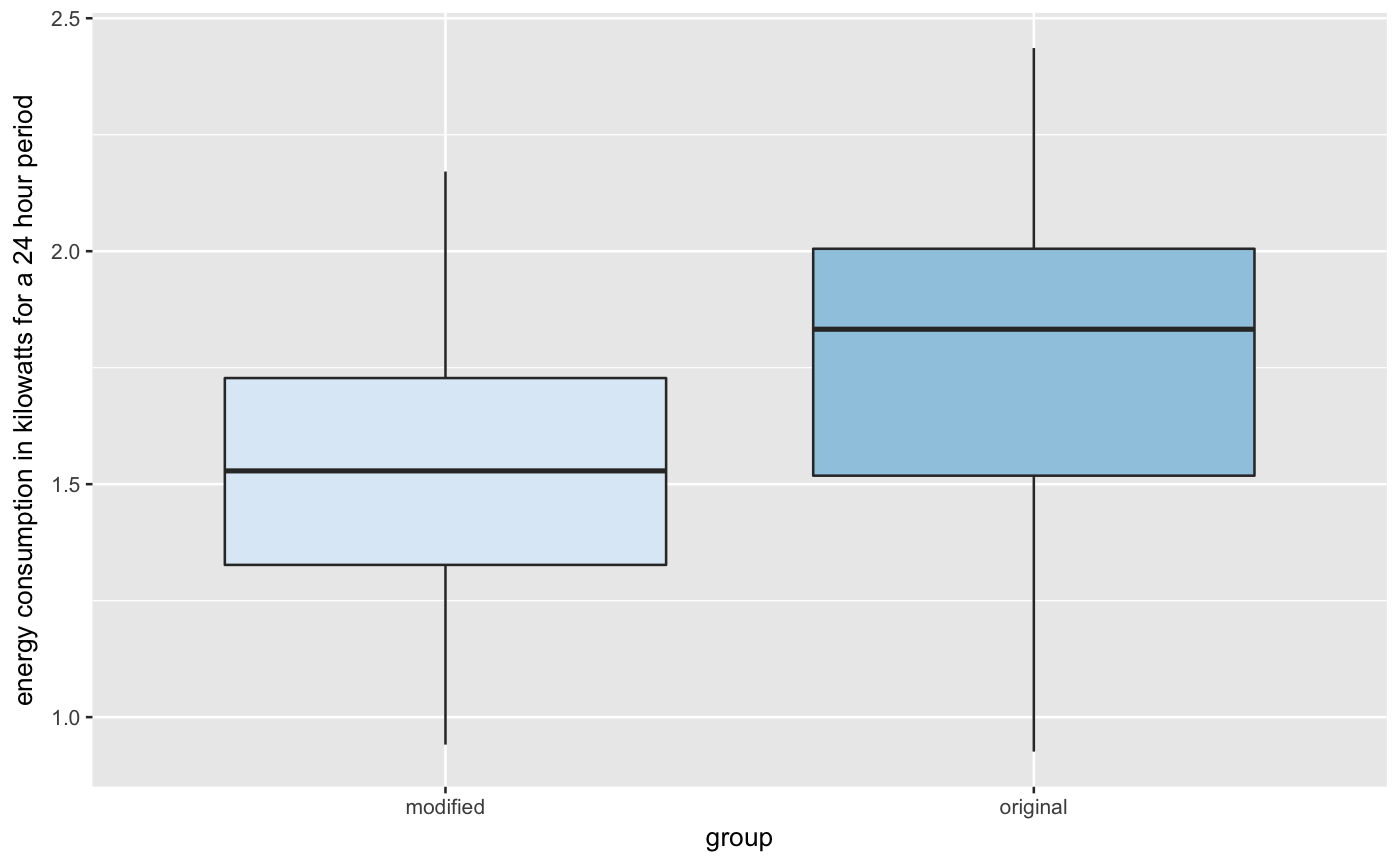 energy consumption in kilowatts for a 24 hour period
2.5
2.0
1.5
1.0
modified
original
group